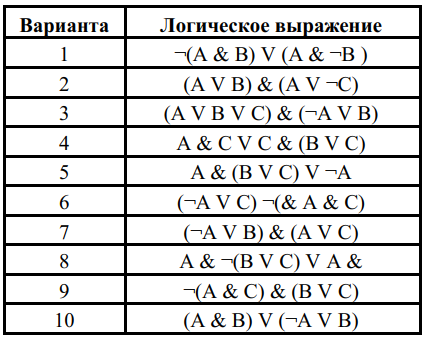 Варианта Логическое выражение
1 ¬(A & B) V (A & ¬B )
2 (A V B) & (A V ¬C)
3 (A V B V C) & (¬A V B)
4 A & C V C & (B V C)
5 A & (B V C) V ¬A
6 (¬A V C) ¬(& A & C)
7 (¬A V B) & (A V C)
8 A & ¬(B V C) V A &
9 ¬(A & C) & (B V C)
10 (A & B) V (¬A V B)